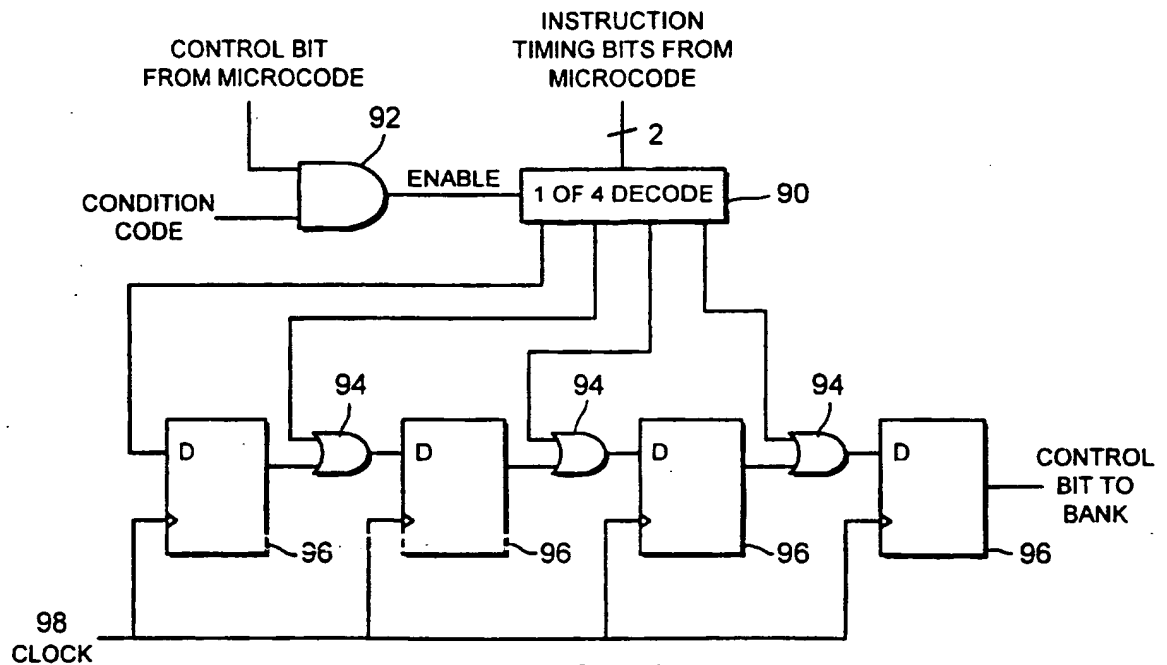 INSTRUCTION
TIMING BITS FROM
MICROCODE
CONTROL BIT
FROM MICROCODE
92
2
ENABLE
1 OF 4 DECODE
90
CONDITION
CODE
94
94
94
D
D
D
D
CONTROL
BIT TO
BANK
96
96
96
96
98
CLOCK